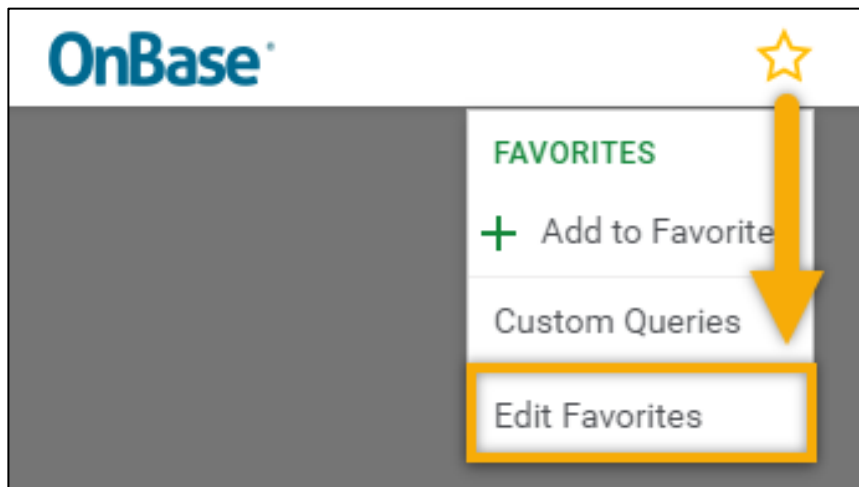 OnBase
FAVORITES
+ Add to Favorite
Custom Queries
Edit Favorites